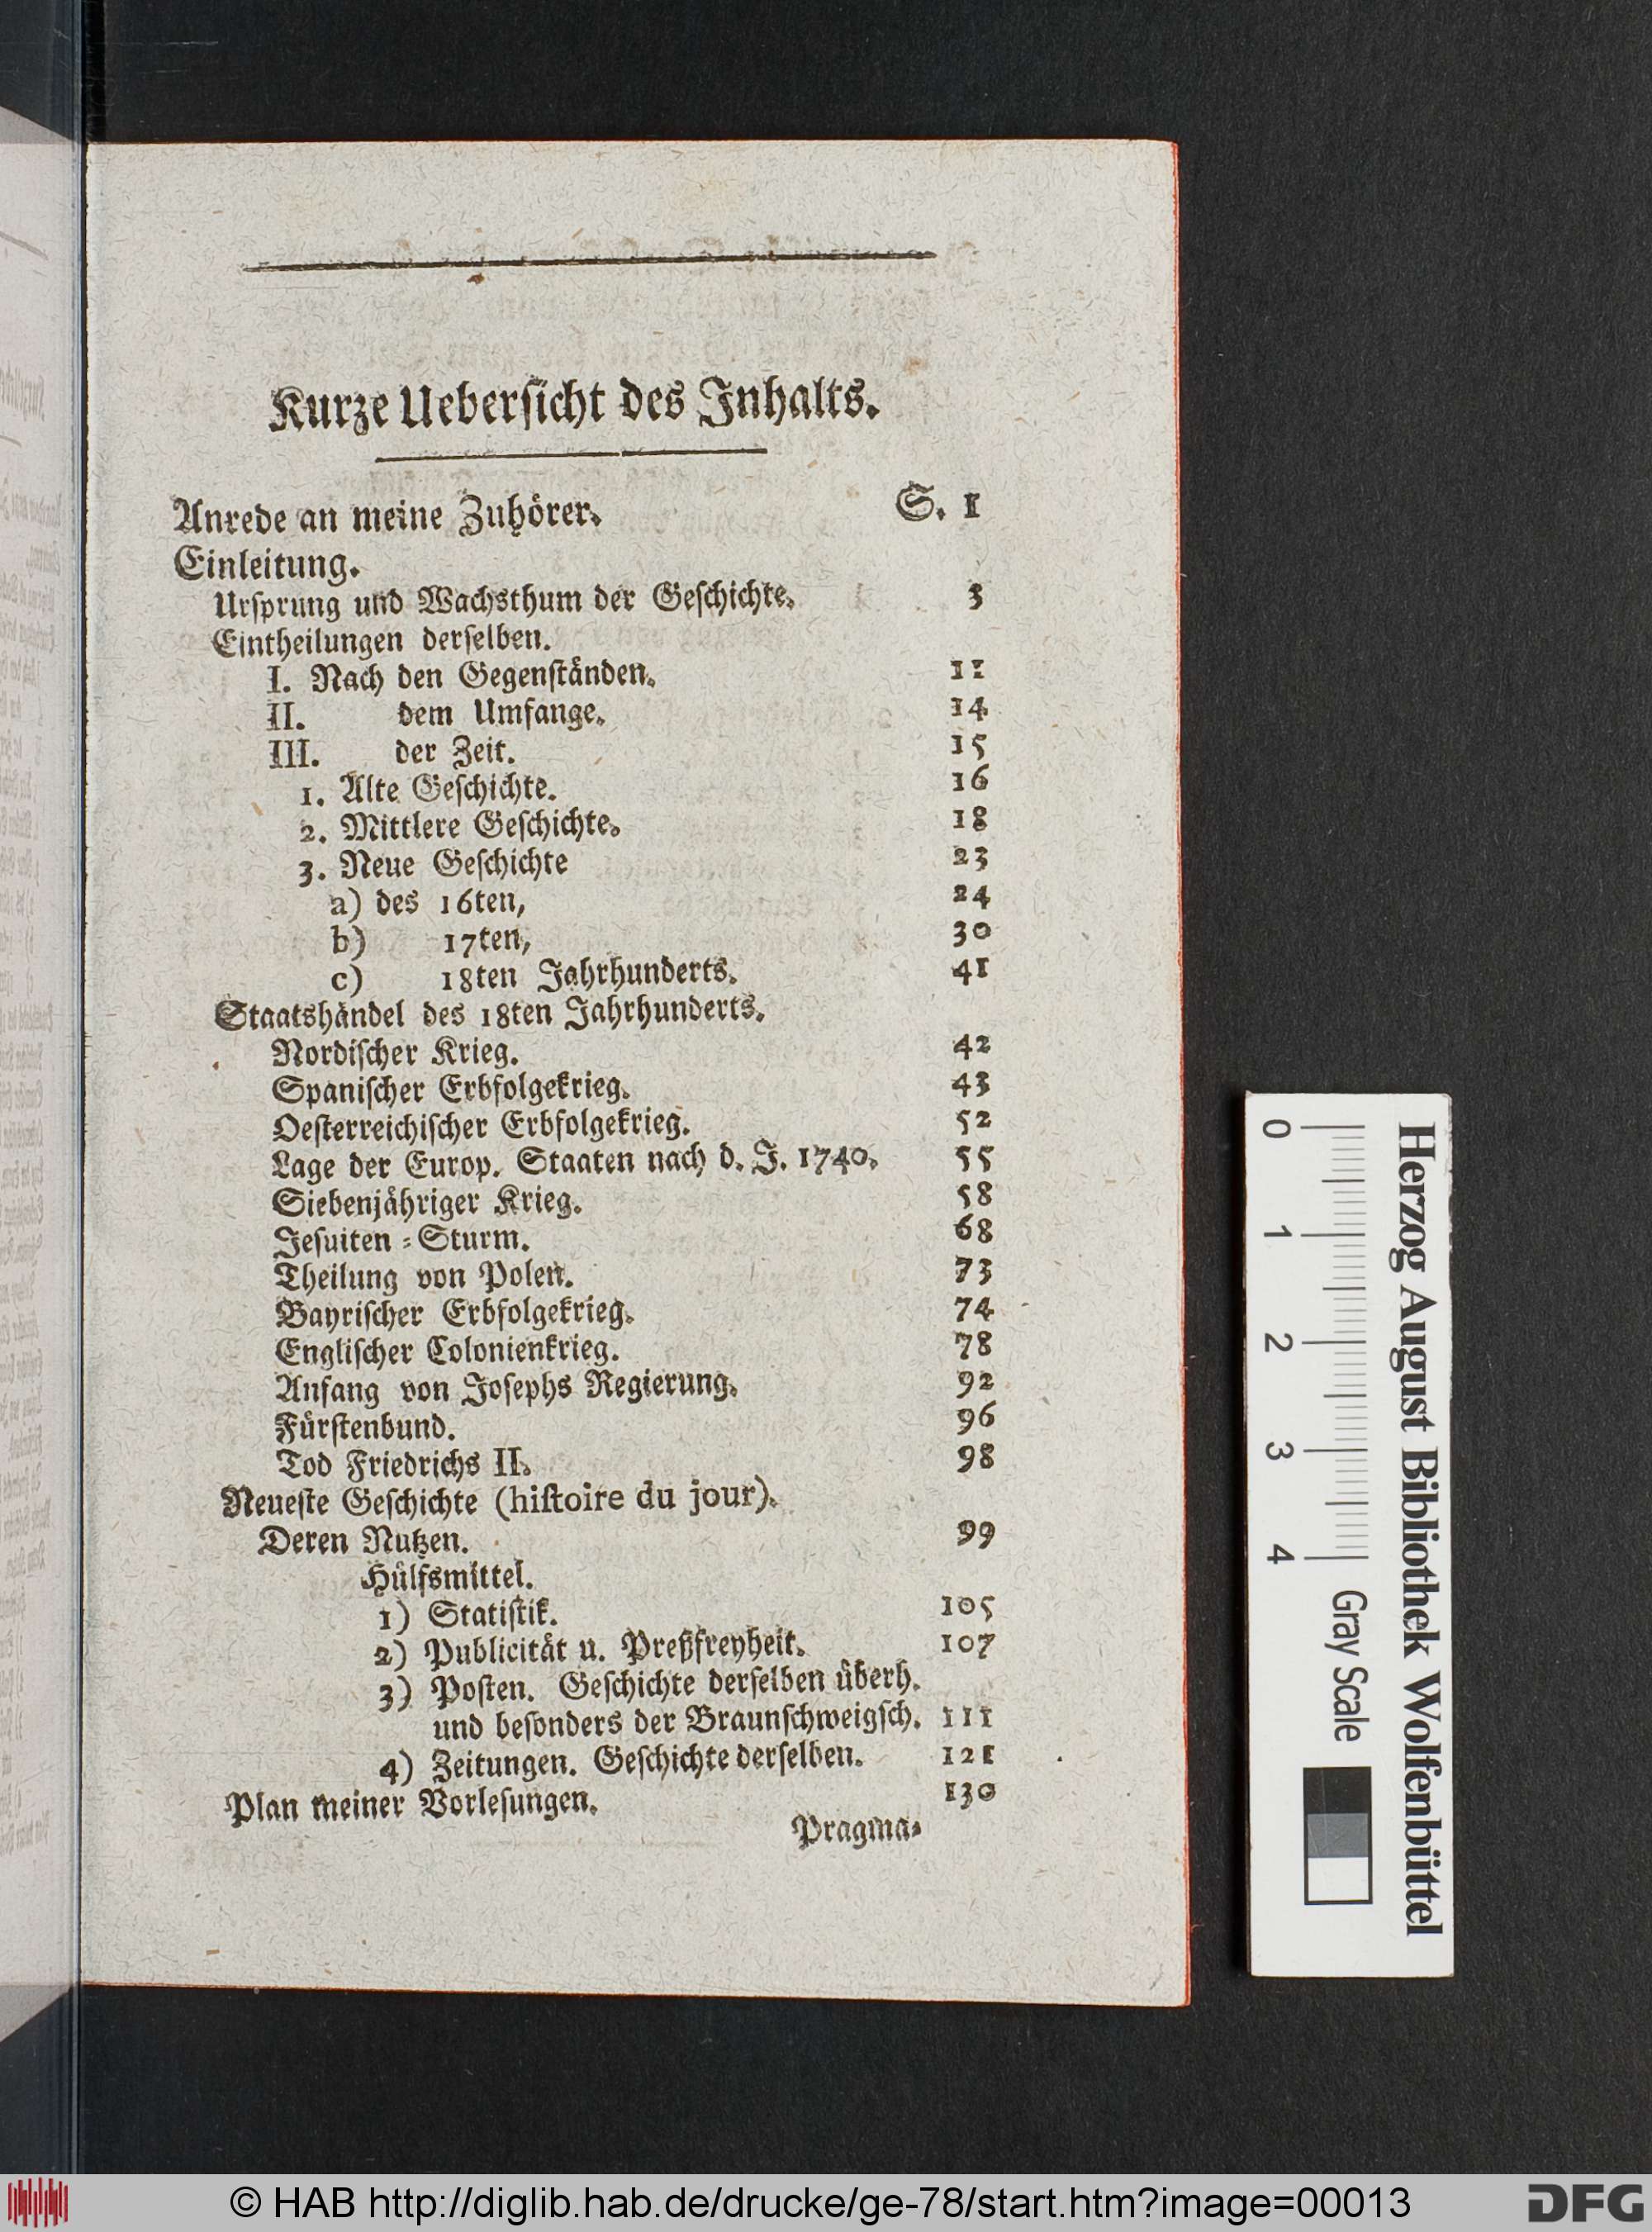 Kurze Ueberſicht des Inhalts.
Anrede an meine Zuhörer. S. 1
Einleitung.
Urſprung und Wachsthum der Geſchichte. 3
Eintheilungen derſelben.
I. Nach den Gegenſtänden. 11
II. dem Umfange. 14
III. der Zeit. 15
1. Alte Geſchichte. 16
2. Mittlere Geſchichte. 18
3. Neue Geſchichte 23
a) des 16ten, 24
b) 17ten, 30
c) 18ten Jahrhunderts. 41
Staatshändel des 18ten Jahrhunderts.
Nordiſcher Krieg. 42
Spaniſcher Erbfolgekrieg. 43
Oeſterreichiſcher Erbfolgekrieg. 52
Lage der Europ. Staaten nach d. J. 1740. 55
Siebenjähriger Krieg. 58
Jeſuiten-Sturm. 68
Theilung von Polen. 73
Bayriſcher Erbfolgekrieg. 74
Engliſcher Colonienkrieg. 78
Anfang von Joſephs Regierung. 92
Fürſtenbund. 96
Tod Friedrichs II. 98
Neueſte Geſchichte (hiſtoire du jour).
Deren Nutzen. 99
Hülfsmittel.
1) Statiſtik. 105
2) Publicität u. Preßfreyheit. 107
3) Poſten. Geſchichte derſelben überh.
und beſonders der Braunſchweigſch. 111
4) Zeitungen. Geſchichte derſelben. 121
Plan meiner Vorleſungen. 130
Pragma-
Herzog August Bibliothek Wolfenbüttel
0 1 2 3 4 Gray Scale
© HAB http://diglib.hab.de/drucke/ge-78/start.htm?image=00013
DFG